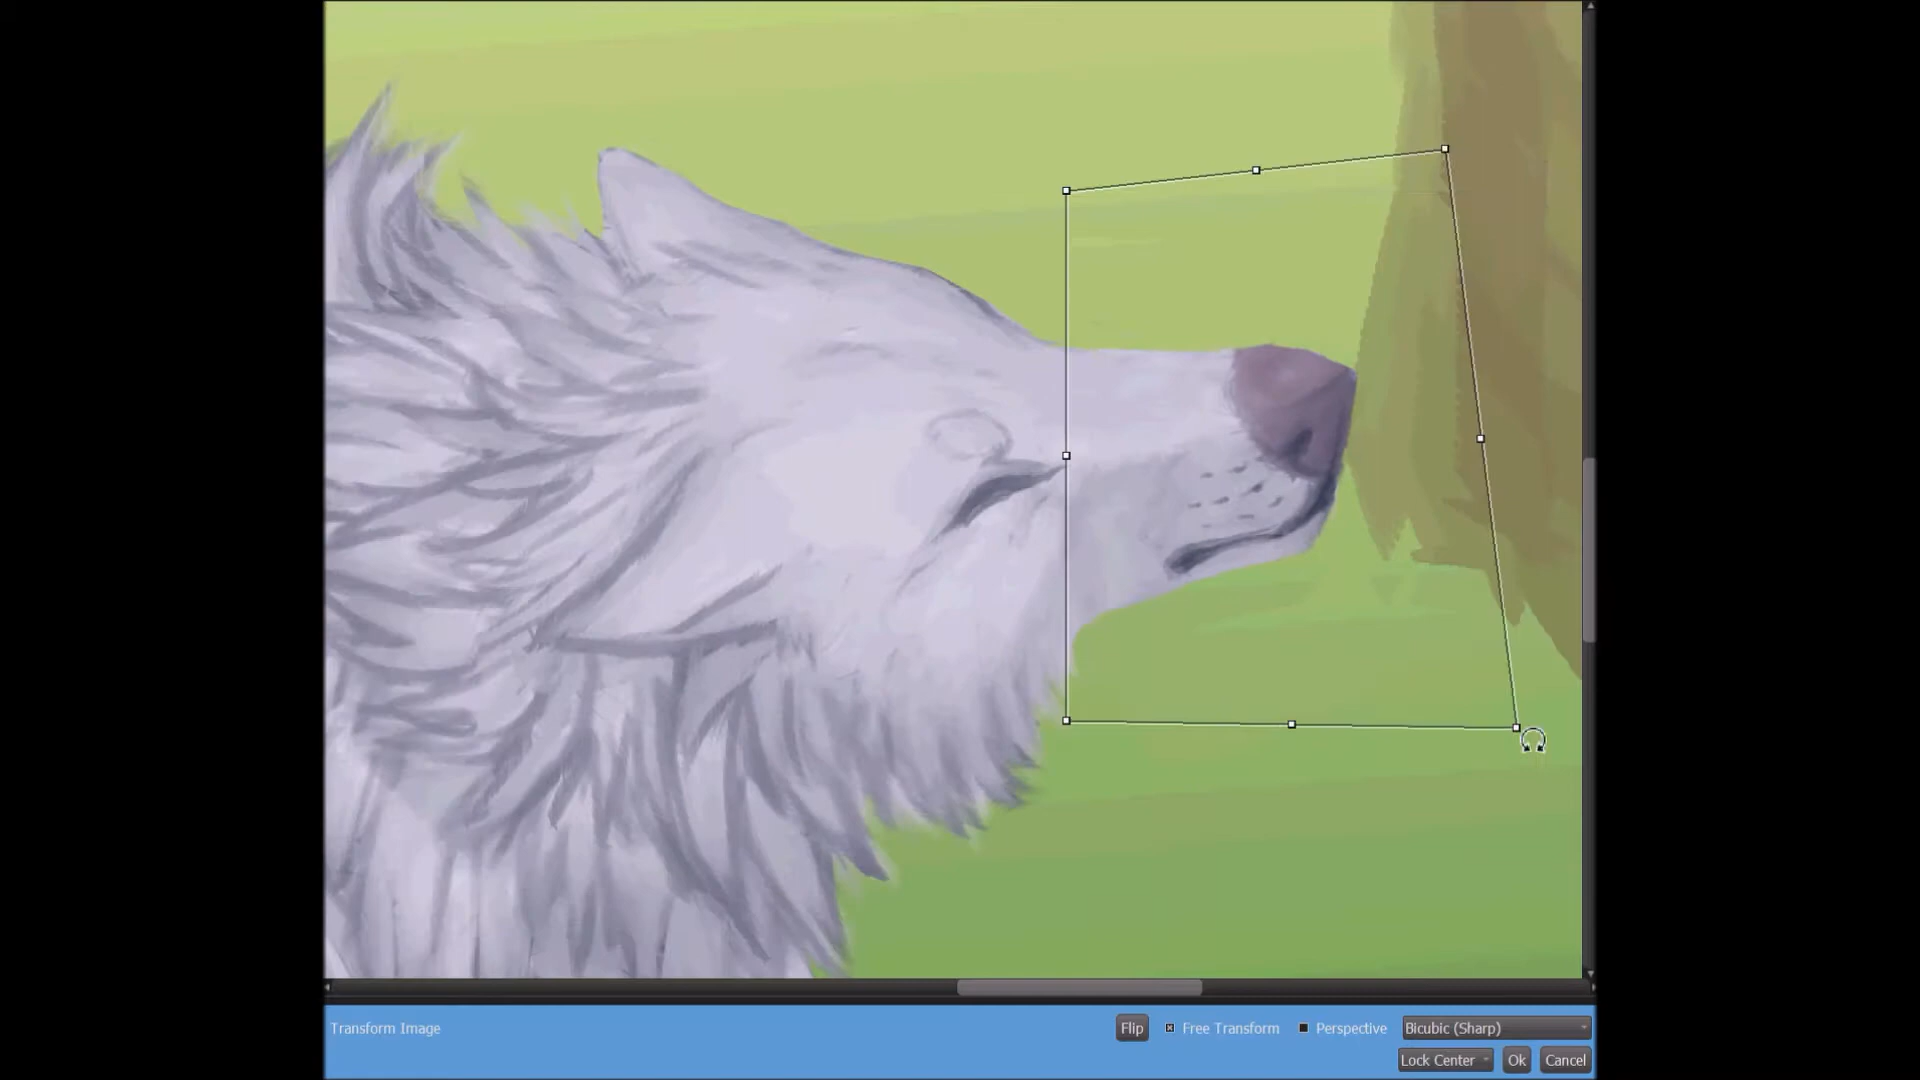 Transform Image
Flip
Free Transform
Perspective
Bicubic (Sharp)
Lock Center
Ok
Cancel